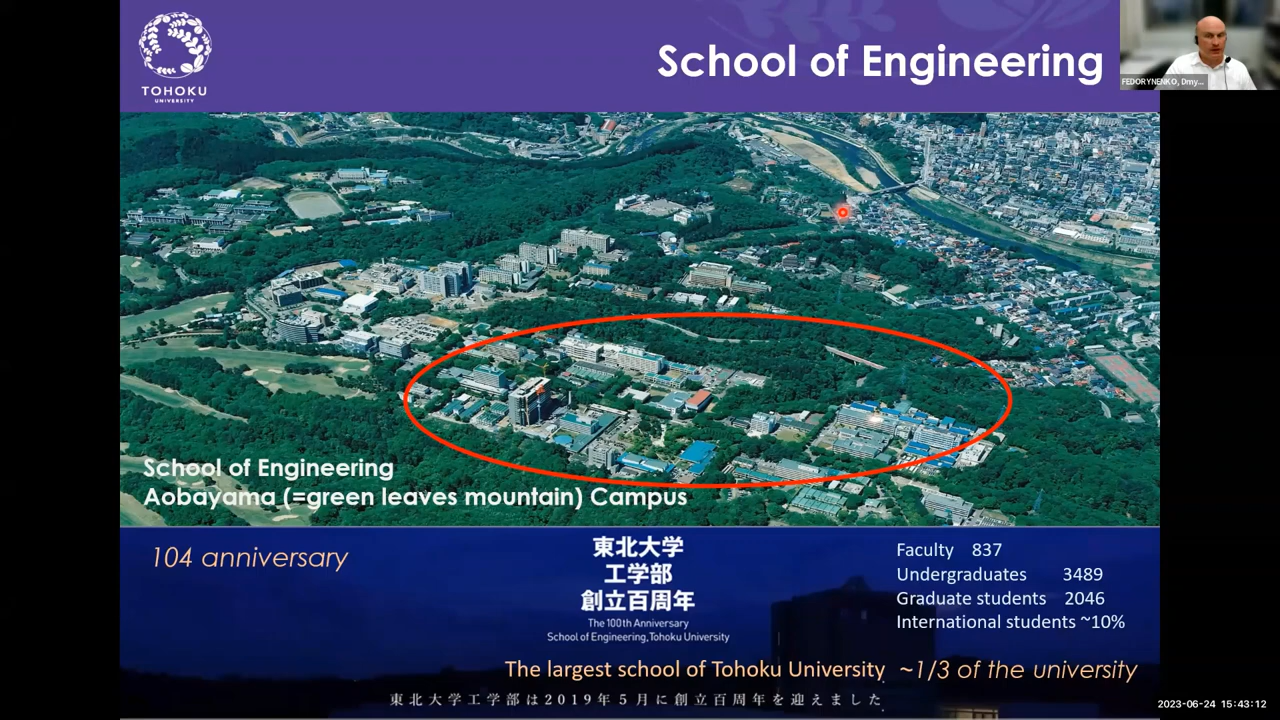 TOHOKU
UNIVERSITY
School of Engineering
FEDORYNENKO, Dmy...
School of Engineering
Aobayama (=green leaves mountain) Campus
104 anniversary
東北大学
工学部
創立百周年
The 100th Anniversary
School of Engineering, Tohoku University
Faculty 837
Undergraduates 3489
Graduate students 2046
International students ~10%
The largest school of Tohoku University ~1/3 of the university
東北大学工学部は2019年5月に創立百周年を迎えました
2023-06-24 15:43:12